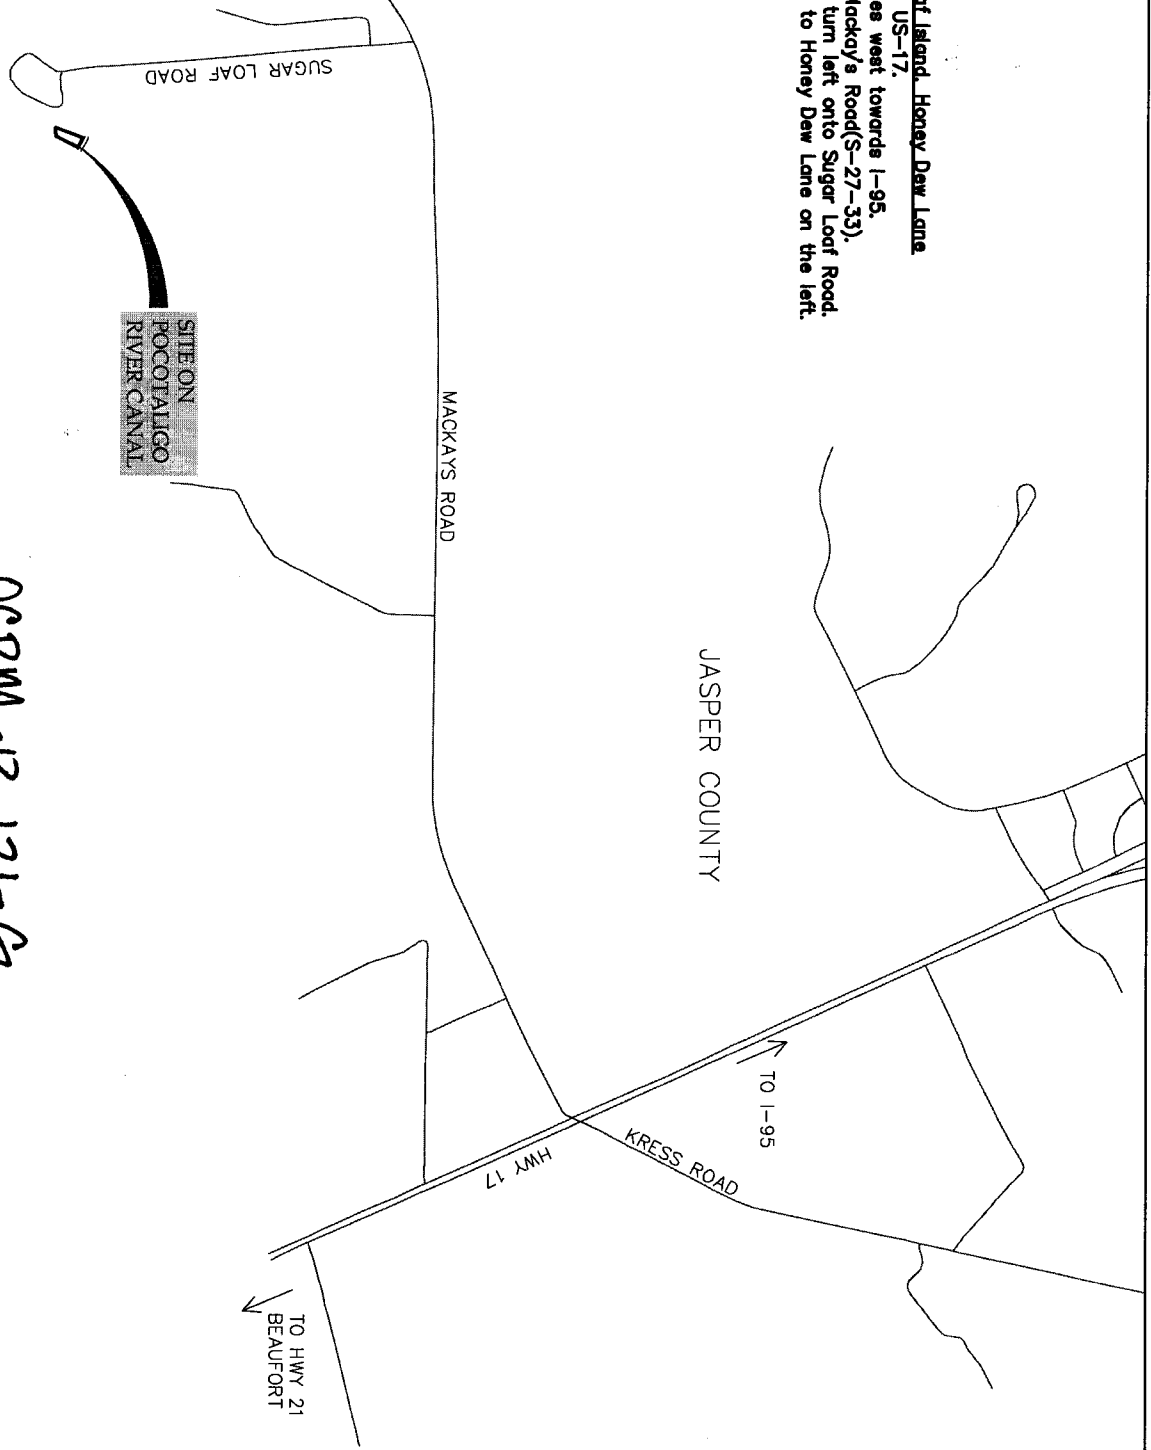 Island, Honey Dew Lane
US-17.
west towards I-95.
Mackay's Road(S-27-33).
turn left onto Sugar Loaf Road.
to Honey Dew Lane on the left.
SUGAR LOAF ROAD
SITE ON
POCOTALIGO
RIVER CANAL
MACKAYS ROAD
JASPER COUNTY
TO I-95
KRESS ROAD
HWY 17
TO HWY 21
BEAUFORT